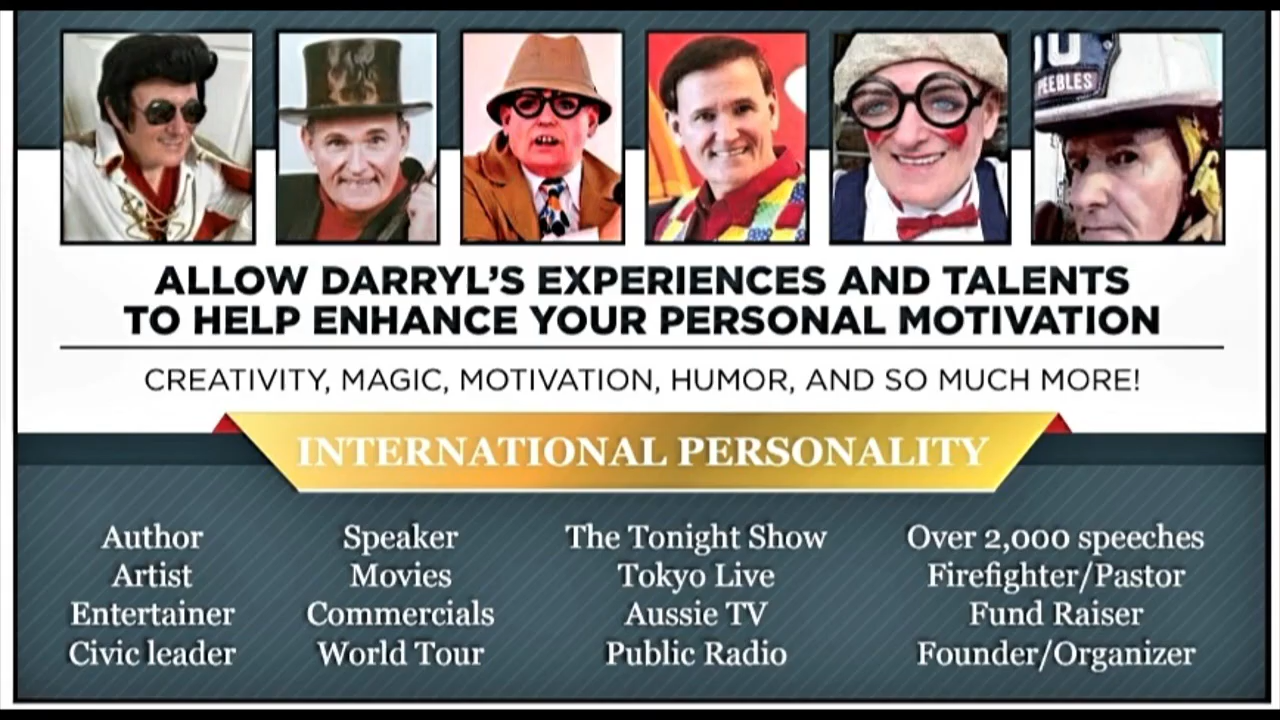 PEEBLES
ALLOW DARRYL'S EXPERIENCES AND TALENTS
TO HELP ENHANCE YOUR PERSONAL MOTIVATION
CREATIVITY, MAGIC, MOTIVATION, HUMOR, AND SO MUCH MORE!
INTERNATIONAL PERSONALITY
Author
Artist
Entertainer
Civic leader
Speaker
Movies
Commercials
World Tour
The Tonight Show
Tokyo Live
Aussie TV
Public Radio
Over 2,000 speeches
Firefighter/Pastor
Fund Raiser
Founder/Organizer